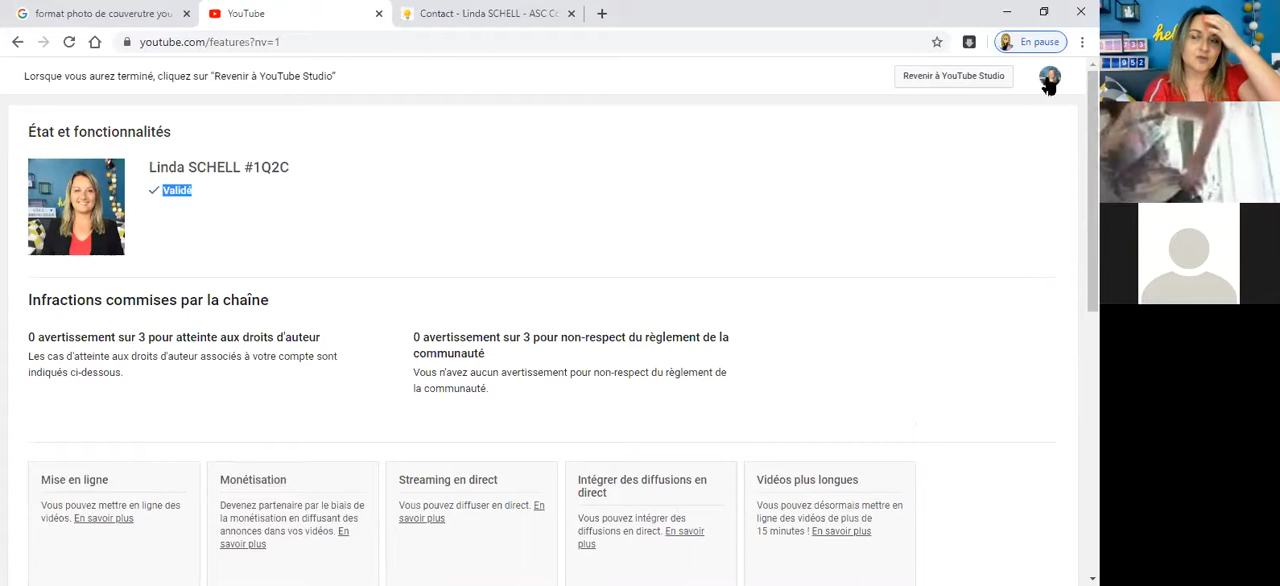 format photo de couverutre you
YouTube
Contact - Linda SCHELL - ASC Co
youtube.com/features?nv=1
En pause
Lorsque vous aurez terminé, cliquez sur "Revenir à YouTube Studio"
Revenir à YouTube Studio
État et fonctionnalités
Linda SCHELL #1Q2C
Validé
Infractions commises par la chaîne
0 avertissement sur 3 pour atteinte aux droits d'auteur
Les cas d'atteinte aux droits d'auteur associés à votre compte sont
indiqués ci-dessous.
0 avertissement sur 3 pour non-respect du règlement de la
communauté
Vous n'avez aucun avertissement pour non-respect du règlement de
la communauté.
Mise en ligne
Vous pouvez mettre en ligne des
vidéos. En savoir plus
Monétisation
Devenez partenaire par le biais de
la monétisation en diffusant des
annonces dans vos vidéos. En
savoir plus
Streaming en direct
Vous pouvez diffuser en direct. En
savoir plus
Intégrer des diffusions en
direct
Vous pouvez intégrer des
diffusions en direct. En savoir
plus
Vidéos plus longues
Vous pouvez désormais mettre en
ligne des vidéos de plus de
15 minutes ! En savoir plus